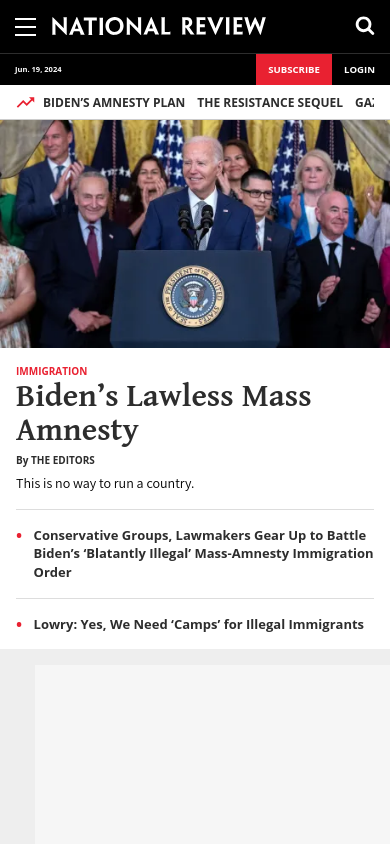 NATIONAL REVIEW
Jun. 19, 2024
SUBSCRIBE
LOGIN
BIDEN’S AMNESTY PLAN THE RESISTANCE SEQUEL GAZ
SEAL OF THE PRESIDENT OF THE UNITED STATES
IMMIGRATION
Biden’s Lawless Mass
Amnesty
By THE EDITORS
This is no way to run a country.
Conservative Groups, Lawmakers Gear Up to Battle
Biden’s ‘Blatantly Illegal’ Mass-Amnesty Immigration
Order
Lowry: Yes, We Need ‘Camps’ for Illegal Immigrants